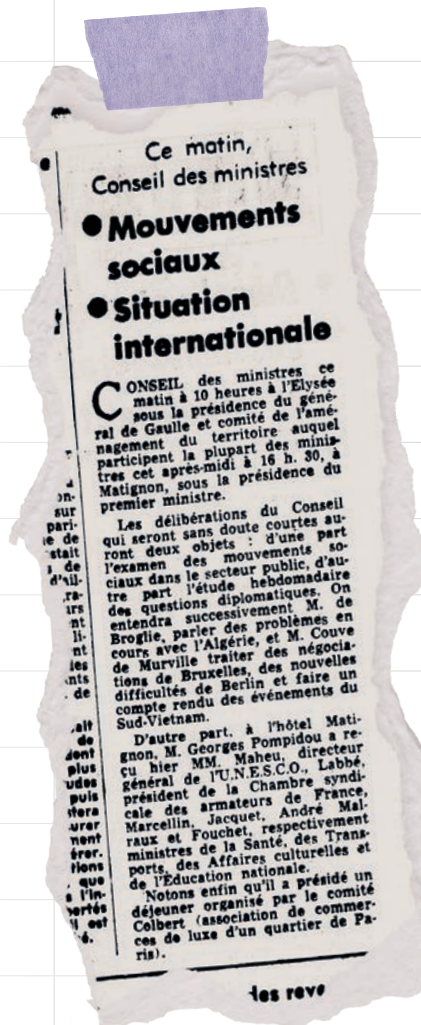 Ce matin,
Conseil des ministres
● Mouvements
sociaux
● Situation
internationale
CONSEIL des ministres ce
matin à 10 heures à l'Elysée
sous la présidence du géné-
ral de Gaulle et comité de l'amé-
nagement du territoire auquel
participent la plupart des minis-
tres cet après-midi à 16 h. 30, à
Matignon, sous la présidence du
premier ministre.
Les délibérations du Conseil
qui seront sans doute courtes au-
ront deux objets : d'une part
l'examen des mouvements so-
ciaux dans le secteur public, d'au-
tre part l'étude hebdomadaire
des questions diplomatiques. On
entendra successivement M. de
Broglie, parler des problèmes en
cours avec l'Algérie, et M. Couve
de Murville traiter des négocia-
tions de Bruxelles, des nouvelles
difficultés de Berlin et faire un
compte rendu des événements du
Sud-Vietnam.
D'autre part, à l'hôtel Mati-
gnon, M. Georges Pompidou a re-
çu hier MM. Maheu, directeur
général de l'U.N.E.S.C.O., Labbé,
président de la Chambre syndi-
cale des armateurs de France,
Marcellin, Jacquet, André Mal-
raux et Fouchet, respectivement
ministres de la Santé, des Trans-
ports, des Affaires culturelles et
de l'Education nationale.
Notons enfin qu'il a présidé un
déjeuner organisé par le comité
Colbert (association de commer-
ces de luxe d'un quartier de Pa-
ris).